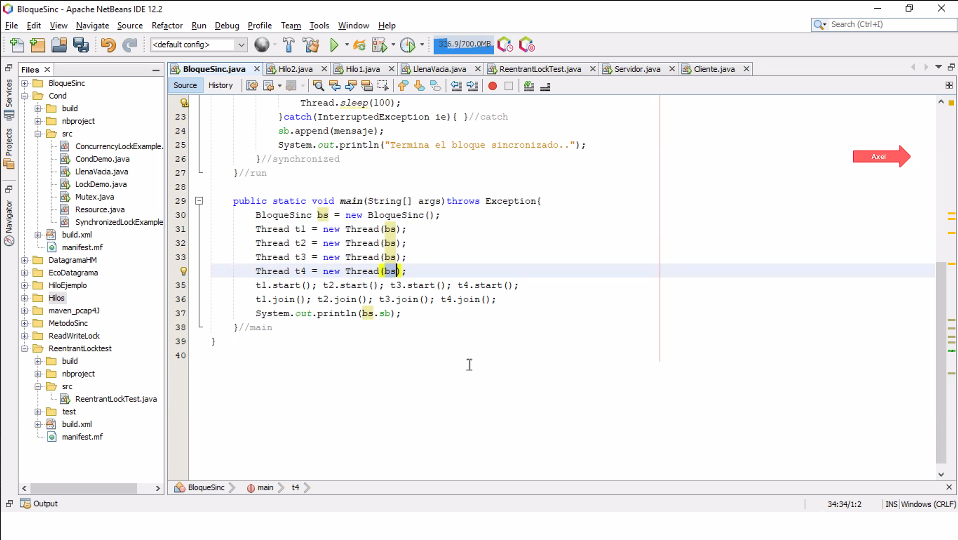 BloqueSinc - Apache NetBeans IDE 12.2
File Edit View Navigate Source Refactor Run Debug Profile Team Tools Window Help
Search (Ctrl+I)
<default config>
336.9/700.0MB
Files
BloqueSinc.java Hilo2.java Hilo1.java LlenaVacia.java ReentrantLockTest.java Servidor.java Cliente.java
Source History
Services
Projects
Navigator
BloqueSinc
Cond
build
nbproject
src
ConcurrencyLockExample.
CondDemo.java
LlenaVacia.java
LockDemo.java
Mutex.java
Resource.java
SynchronizedLockExample
build.xml
manifest.mf
DatagramaHM
EcoDatagrama
HiloEjemplo
Hilos
maven_pcap4J
MetodoSinc
ReadWriteLock
ReentrantLocktest
build
nbproject
src
ReentrantLockTest.java
test
build.xml
manifest.mf
Thread.sleep(100);
23 }catch(InterruptedException ie){ }//catch
24 sb.append(mensaje);
25 System.out.println("Termina el bloque sincronizado..");
26 }//synchronized
27 }//run
28
29 public static void main(String[] args)throws Exception{
30 BloqueSinc bs = new BloqueSinc();
31 Thread t1 = new Thread(bs);
32 Thread t2 = new Thread(bs);
33 Thread t3 = new Thread(bs);
Thread t4 = new Thread(bs);
35 t1.start(); t2.start(); t3.start(); t4.start();
36 t1.join(); t2.join(); t3.join(); t4.join();
37 System.out.println(bs.sb);
38 }//main
39 }
40
Axel
BloqueSinc main t4
Output
34:34/1:2 INS Windows (CRLF)